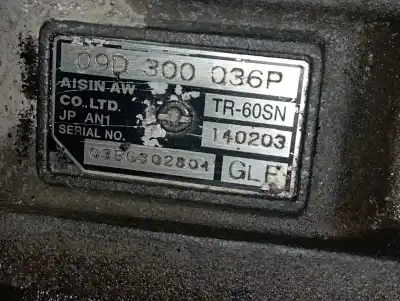 09D 300 036P
AISIN AW
CO.LTD. TR-60SN
JP AN1
SERIAL NO. 140203
GLF